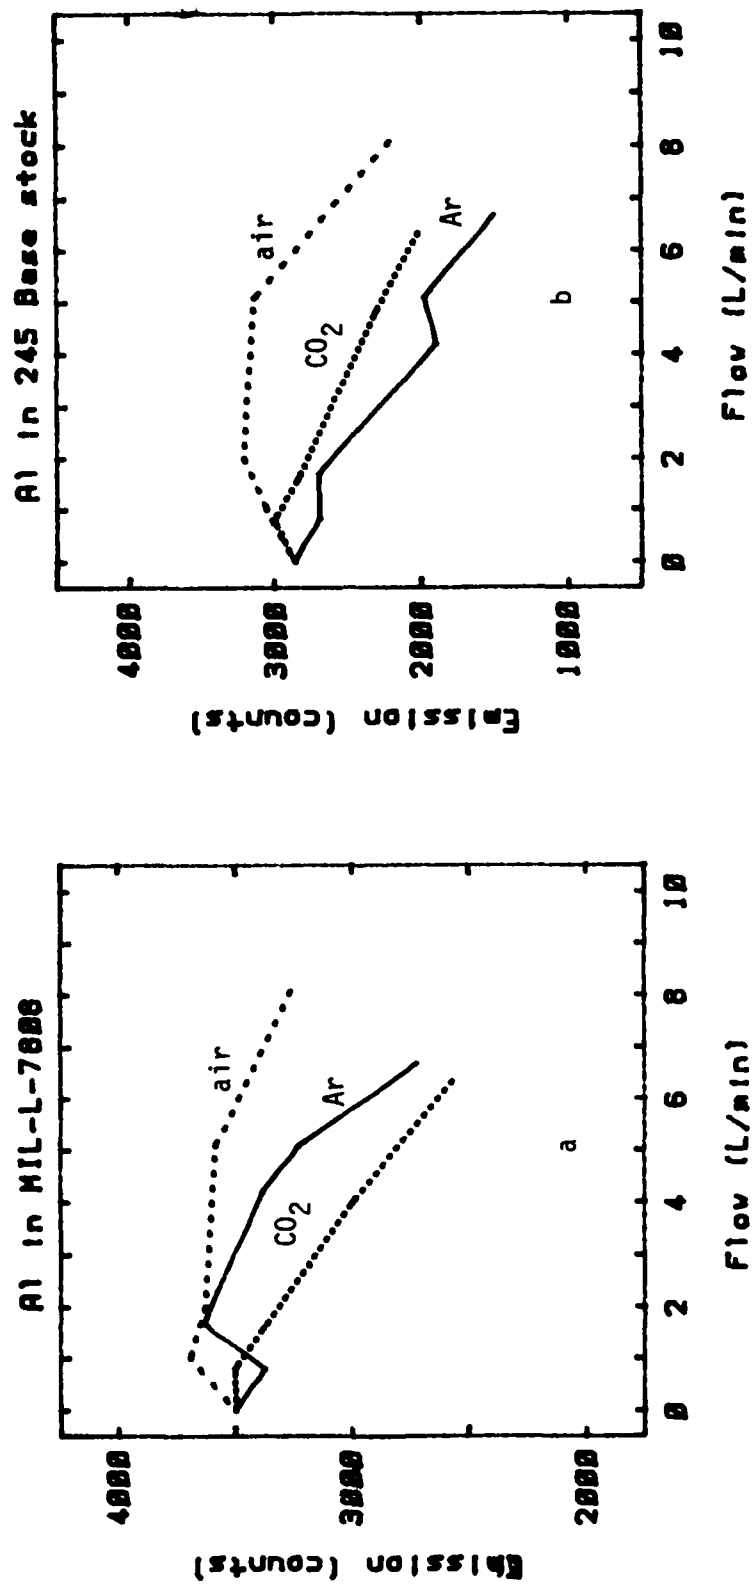 Al in MIL-L-7808
4000
3000
2000
Emission (counts)
air
Ar
CO2
a
0 2 4 6 8 10
Flow (L/min)
Al in 245 Base stock
4000
3000
2000
1000
Emission (counts)
air
CO2
Ar
b
0 2 4 6 8 10
Flow (L/min)